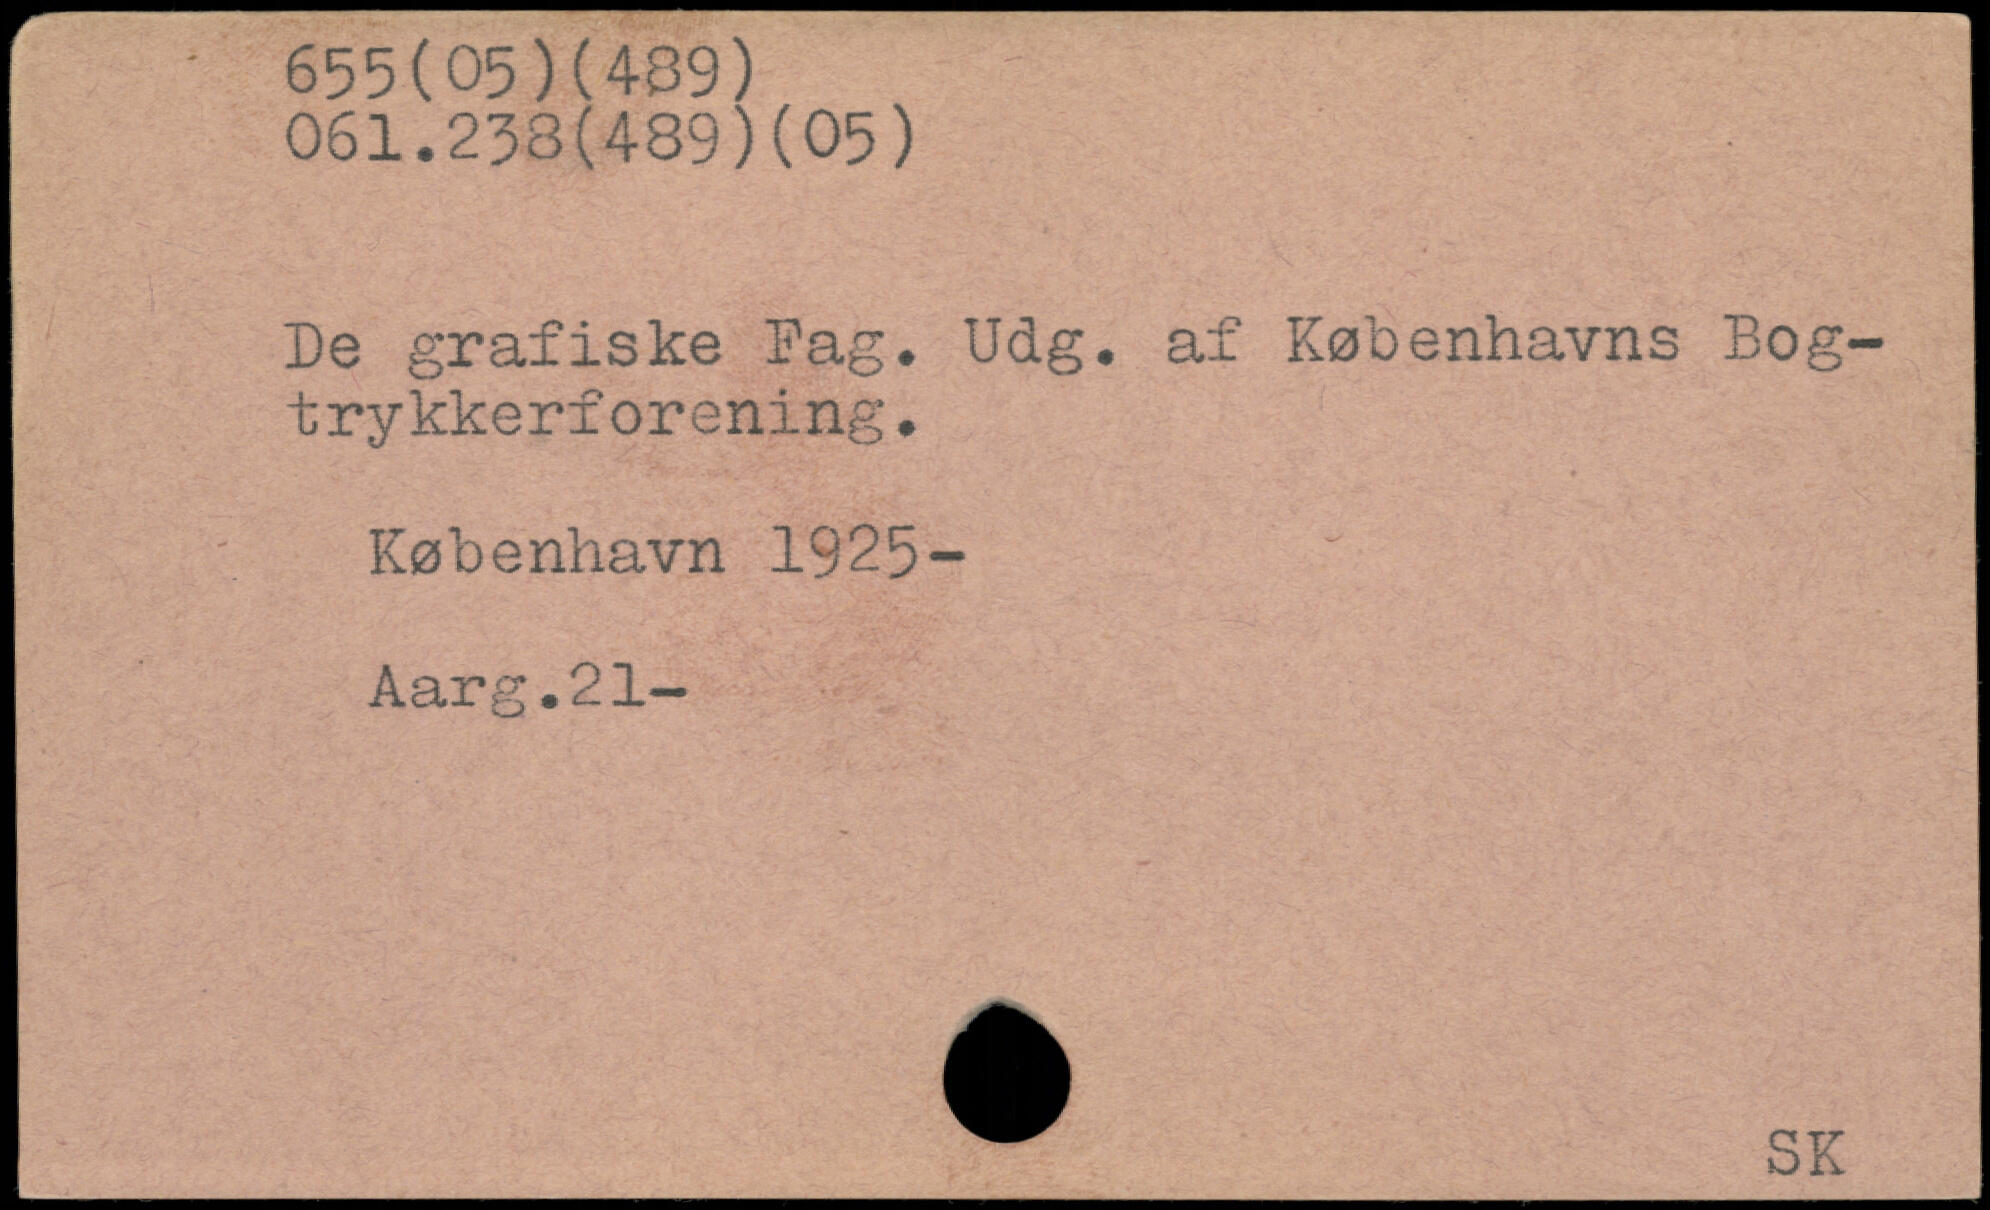 655(05)(489)
061.238(489)(05)
De grafiske Fag. Udg. af Københavns Bog-
trykkerforening.
København 1925-
Aarg.21-
SK